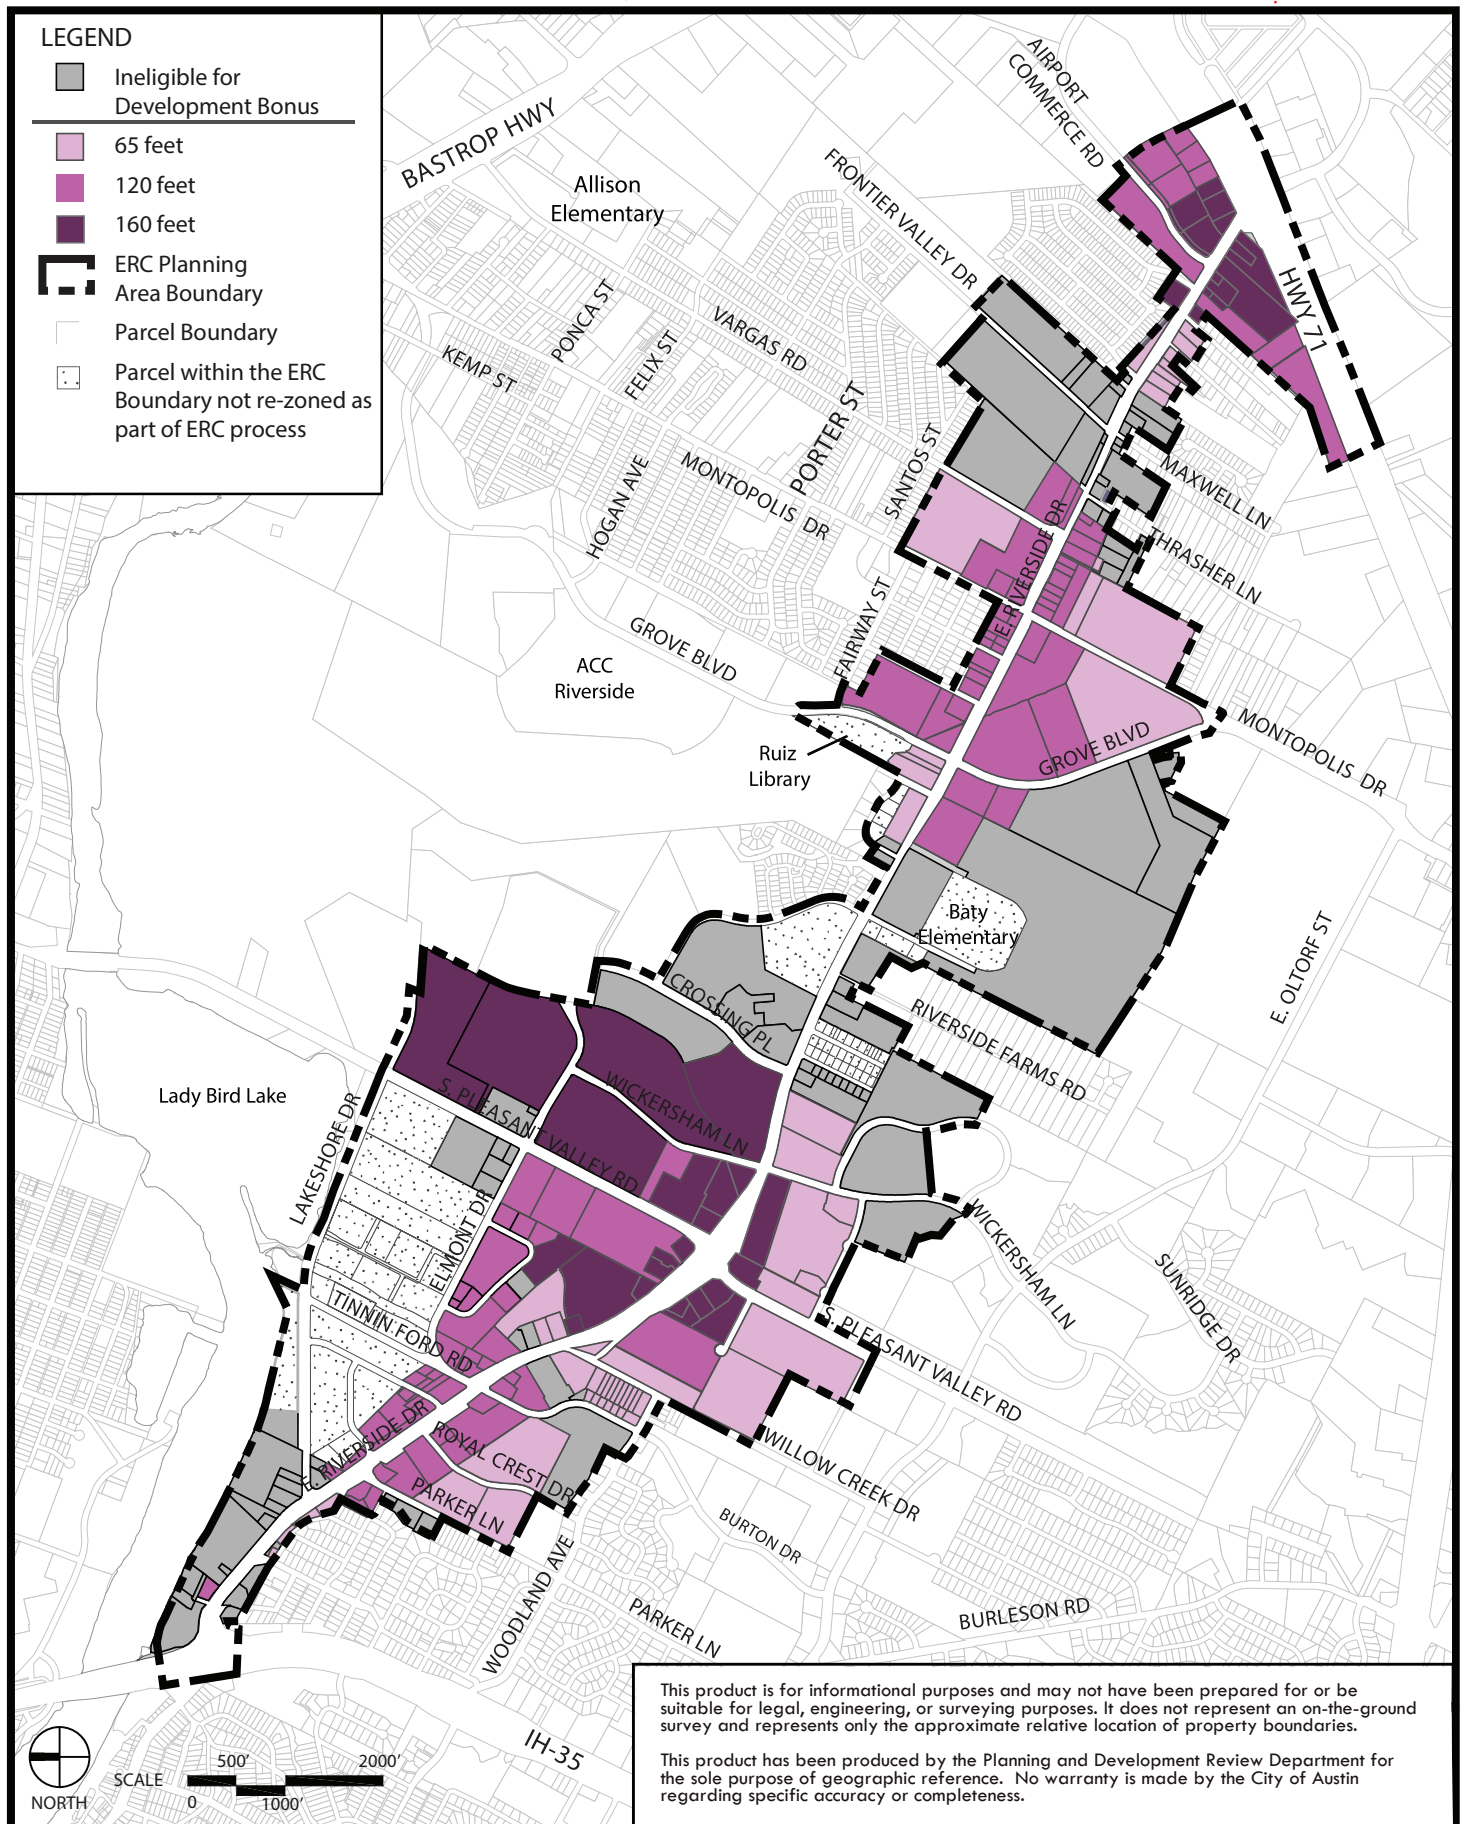 LEGEND
Ineligible for
Development Bonus
65 feet
120 feet
160 feet
ERC Planning
Area Boundary
Parcel Boundary
Parcel within the ERC
Boundary not re-zoned as
part of ERC process
BASTROP HWY
AIRPORT
COMMERCE RD
Allison
Elementary
FRONTIER VALLEY DR
HWY 71
PONCA ST
VARGAS RD
FELIX ST
KEMP ST
PORTER ST
SANTOS ST
MONTOPOLIS DR
HOGAN AVE
MAXWELL LN
THRASHER LN
E. RIVERSIDE DR
FAIRWAY ST
GROVE BLVD
ACC
Riverside
Ruiz
Library
GROVE BLVD
MONTOPOLIS DR
Baty
Elementary
E. OLTORF ST
CROSSING PL
RIVERSIDE FARMS RD
Lady Bird Lake
LAKESHORE DR
S. PLEASANT VALLEY RD
WICKERSHAM LN
ELMONT DR
WICKERSHAM LN
SUNRIDGE DR
TINNIN FORD RD
S. PLEASANT VALLEY RD
E. RIVERSIDE DR
ROYAL CREST DR
PARKER LN
WILLOW CREEK DR
BURTON DR
WOODLAND AVE
PARKER LN
BURLESON RD
IH-35
NORTH
SCALE
500'
2000'
0
1000'
This product is for informational purposes and may not have been prepared for or be
suitable for legal, engineering, or surveying purposes. It does not represent an on-the-ground
survey and represents only the approximate relative location of property boundaries.
This product has been produced by the Planning and Development Review Department for
the sole purpose of geographic reference. No warranty is made by the City of Austin
regarding specific accuracy or completeness.